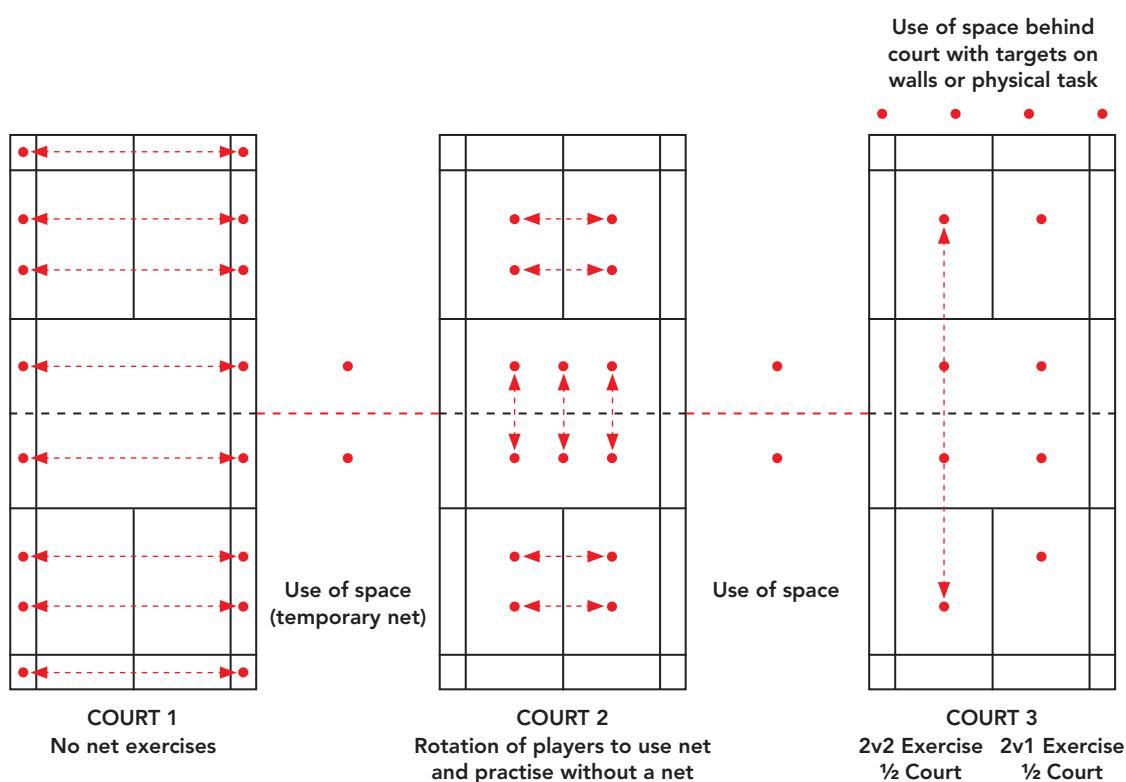 Use of space behind
court with targets on
walls or physical task
Use of space
(temporary net)
Use of space
COURT 1
No net exercises
COURT 2
Rotation of players to use net
and practise without a net
COURT 3
2v2 Exercise 2v1 Exercise
½ Court ½ Court